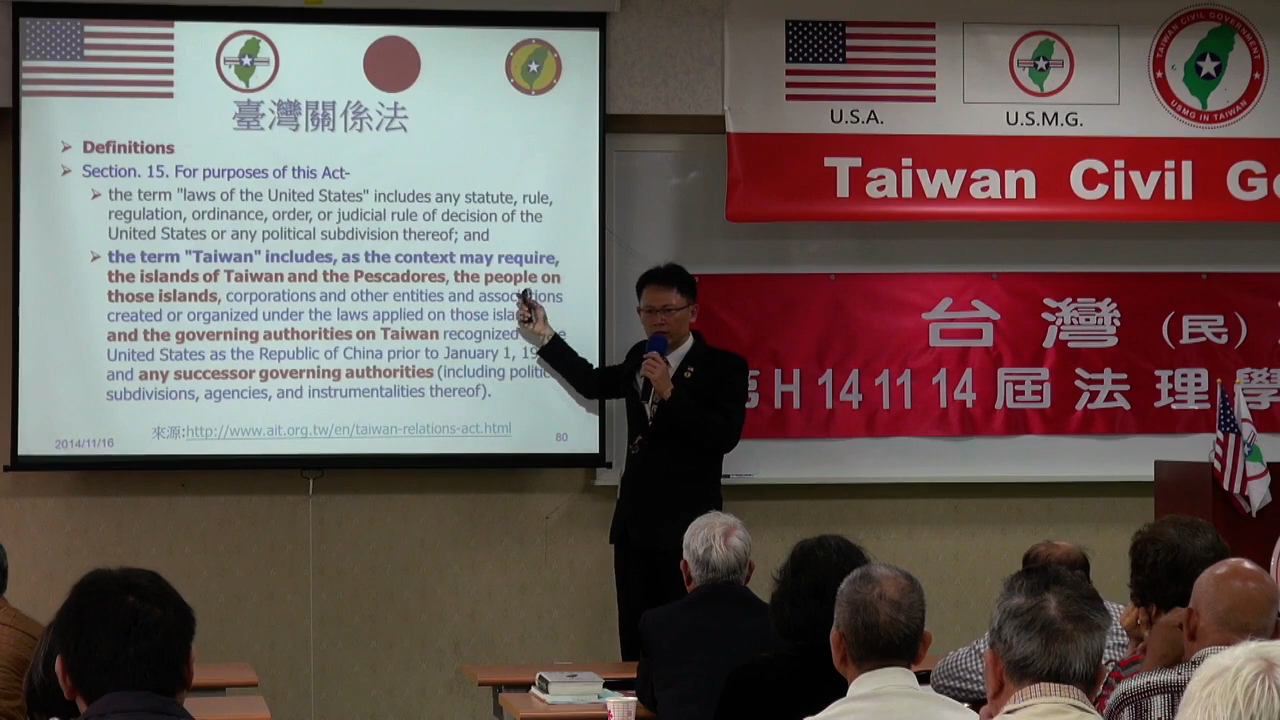 臺灣關係法
Definitions
Section. 15. For purposes of this Act-
the term "laws of the United States" includes any statute, rule,
regulation, ordinance, order, or judicial rule of decision of the
United States or any political subdivision thereof; and
the term "Taiwan" includes, as the context may require,
the islands of Taiwan and the Pescadores, the people on
those islands, corporations and other entities and associations
created or organized under the laws applied on those
and the governing authorities on Taiwan recognized
United States as the Republic of China prior to January 1,
and any successor governing authorities (including
subdivisions, agencies, and instrumentalities thereof).
來源:http://www.ait.org.tw/en/taiwan-relations-act.html
2014/11/16
80
U.S.A.
U.S.M.G.
TAIWAN CIVIL GOVERNMENT
USMG IN TAIWAN
Taiwan Civil
台灣(民)
H 14 11 14 屆法理學